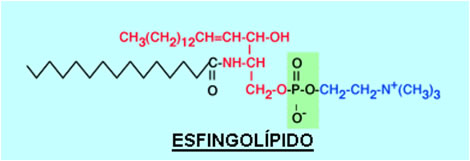 CH₃(CH₂)₁₂CH=CH-CH-OH
C-NH-CH
O
CH₂-O-P-O-CH₂-CH₂-N⁺(CH₃)₃
O
O
O⁻
ESFINGOLÍPIDO